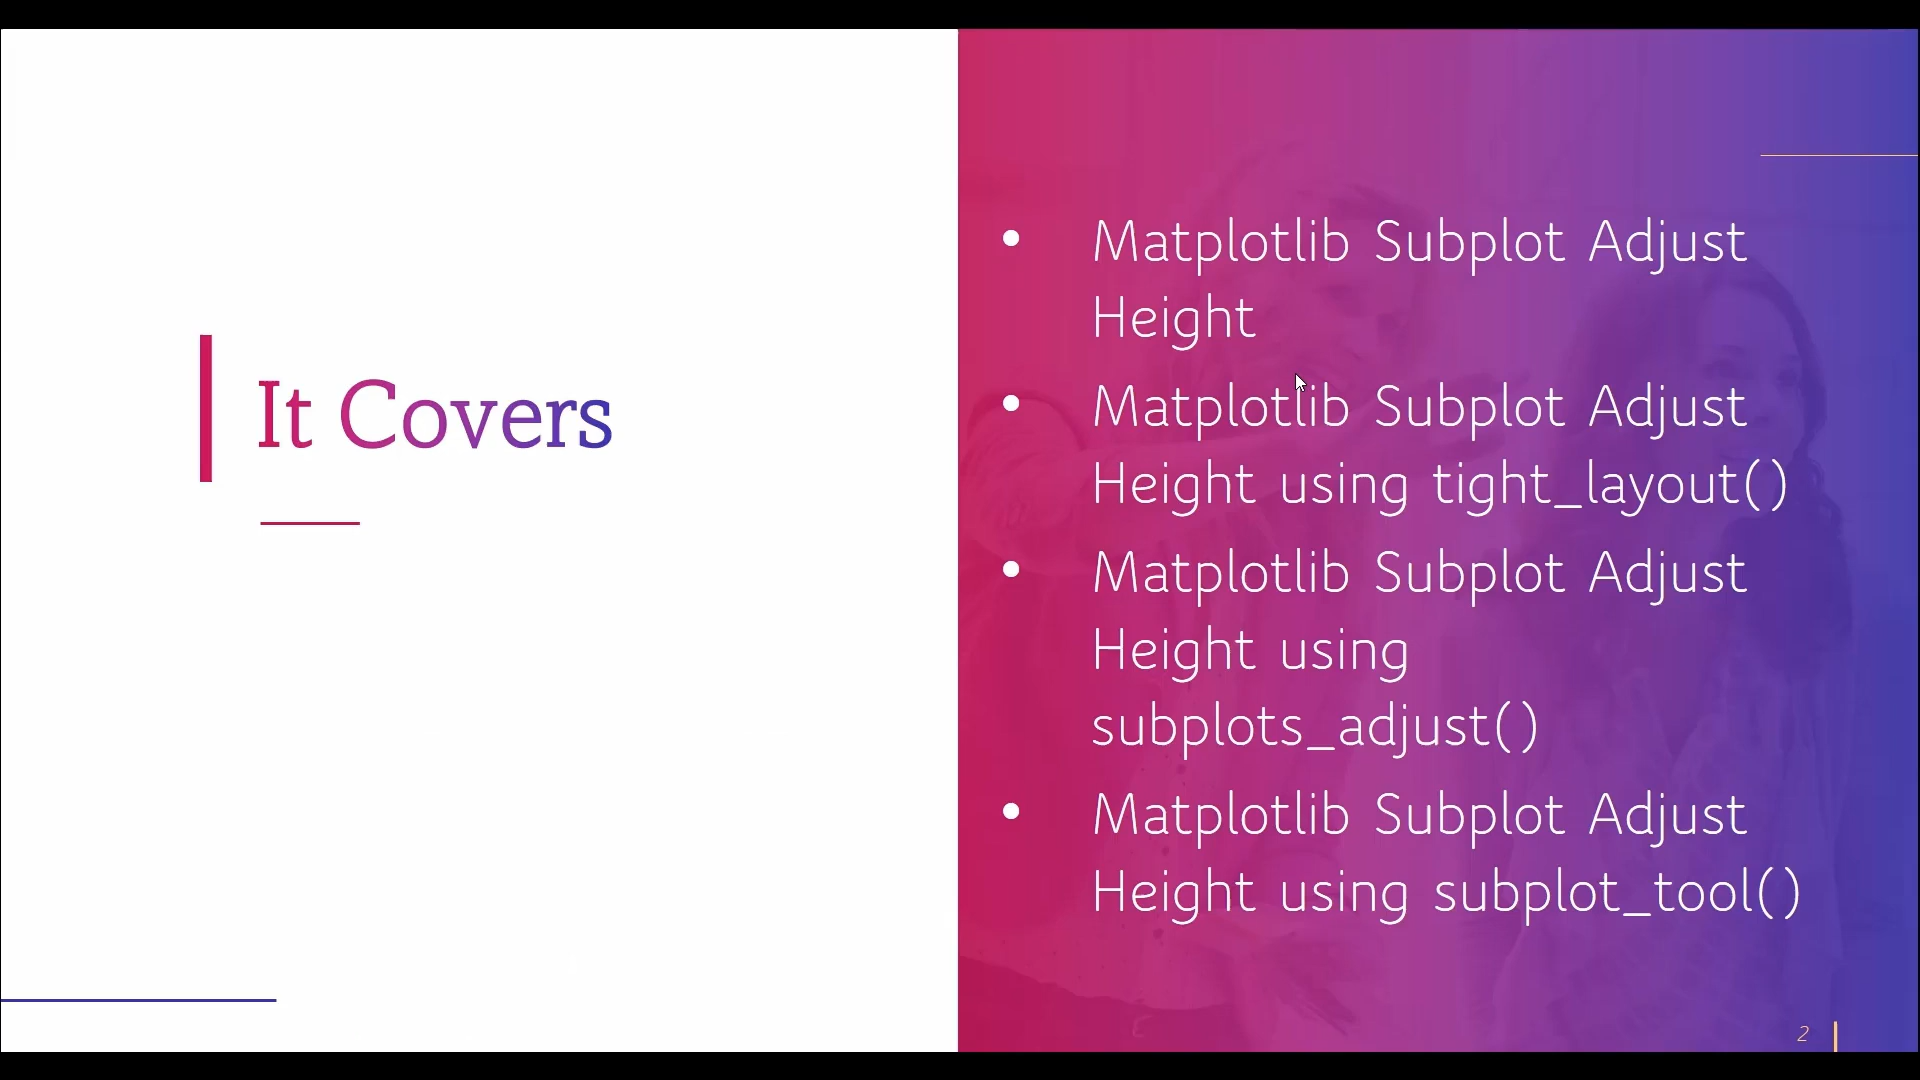 It Covers
• Matplotlib Subplot Adjust
Height
• Matplotlib Subplot Adjust
Height using tight_layout()
• Matplotlib Subplot Adjust
Height using
subplots_adjust()
• Matplotlib Subplot Adjust
Height using subplot_tool()
2